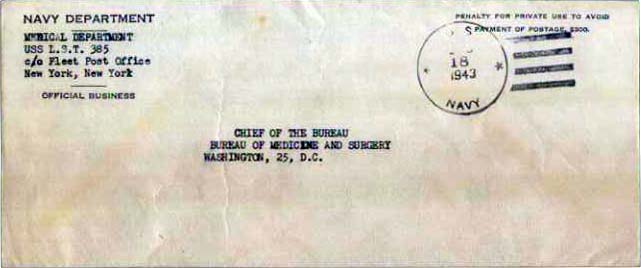 NAVY DEPARTMENT
MEDICAL DEPARTMENT
USS L.S.T. 385
c/o Fleet Post Office
New York, New York
OFFICIAL BUSINESS
PENALTY FOR PRIVATE USE TO AVOID
PAYMENT OF POSTAGE, $300.
S
18
1943
NAVY
CHIEF OF THE BUREAU
BUREAU OF MEDICINE AND SURGERY
WASHINGTON, 25, D.C.